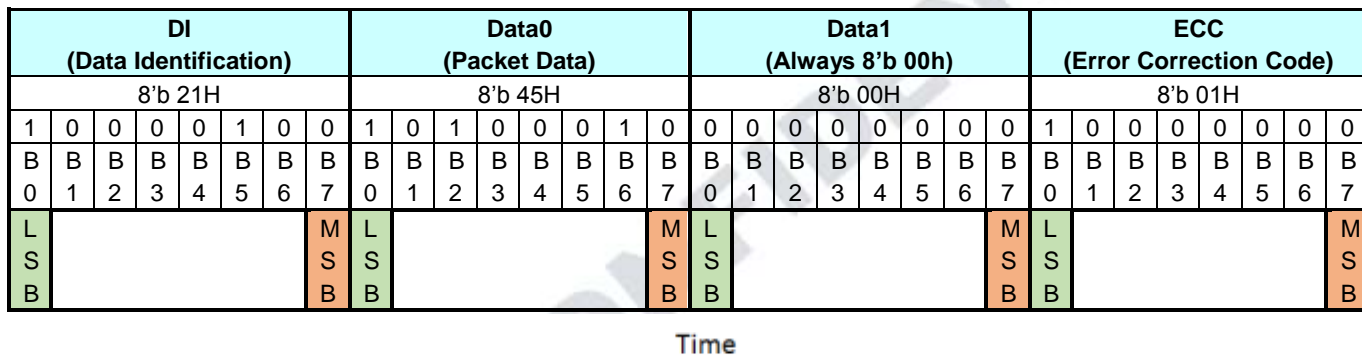 DI Data0 Data1 ECC
(Data Identification) (Packet Data) (Always 8’b 00h) (Error Correction Code)
8’b 21H 8’b 45H 8’b 00H 8’b 01H
1 0 0 0 0 1 0 0 1 0 1 0 0 0 1 0 0 0 0 0 0 0 0 0 1 0 0 0 0 0 0 0
B B B B B B B B B B B B B B B B B B B B B B B B B B B B B B B B
0 1 2 3 4 5 6 7 0 1 2 3 4 5 6 7 0 1 2 3 4 5 6 7 0 1 2 3 4 5 6 7
L M L M L M L M
S S S S S S S S
B B B B B B B B
Time